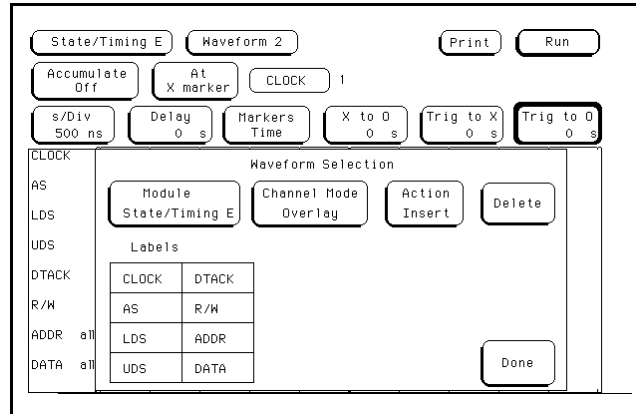 State/Timing E Waveform 2 Print Run
Accumulate Off At X marker CLOCK 1
s/Div 500 ns Delay 0 s Markers Time X to O 0 s Trig to X 0 s Trig to O 0 s
CLOCK
AS
LDS
UDS
DTACK
R/W
ADDR all
DATA all
Waveform Selection
Module State/Timing E Channel Mode Overlay Action Insert Delete
Labels
CLOCK DTACK
AS R/W
LDS ADDR
UDS DATA
Done